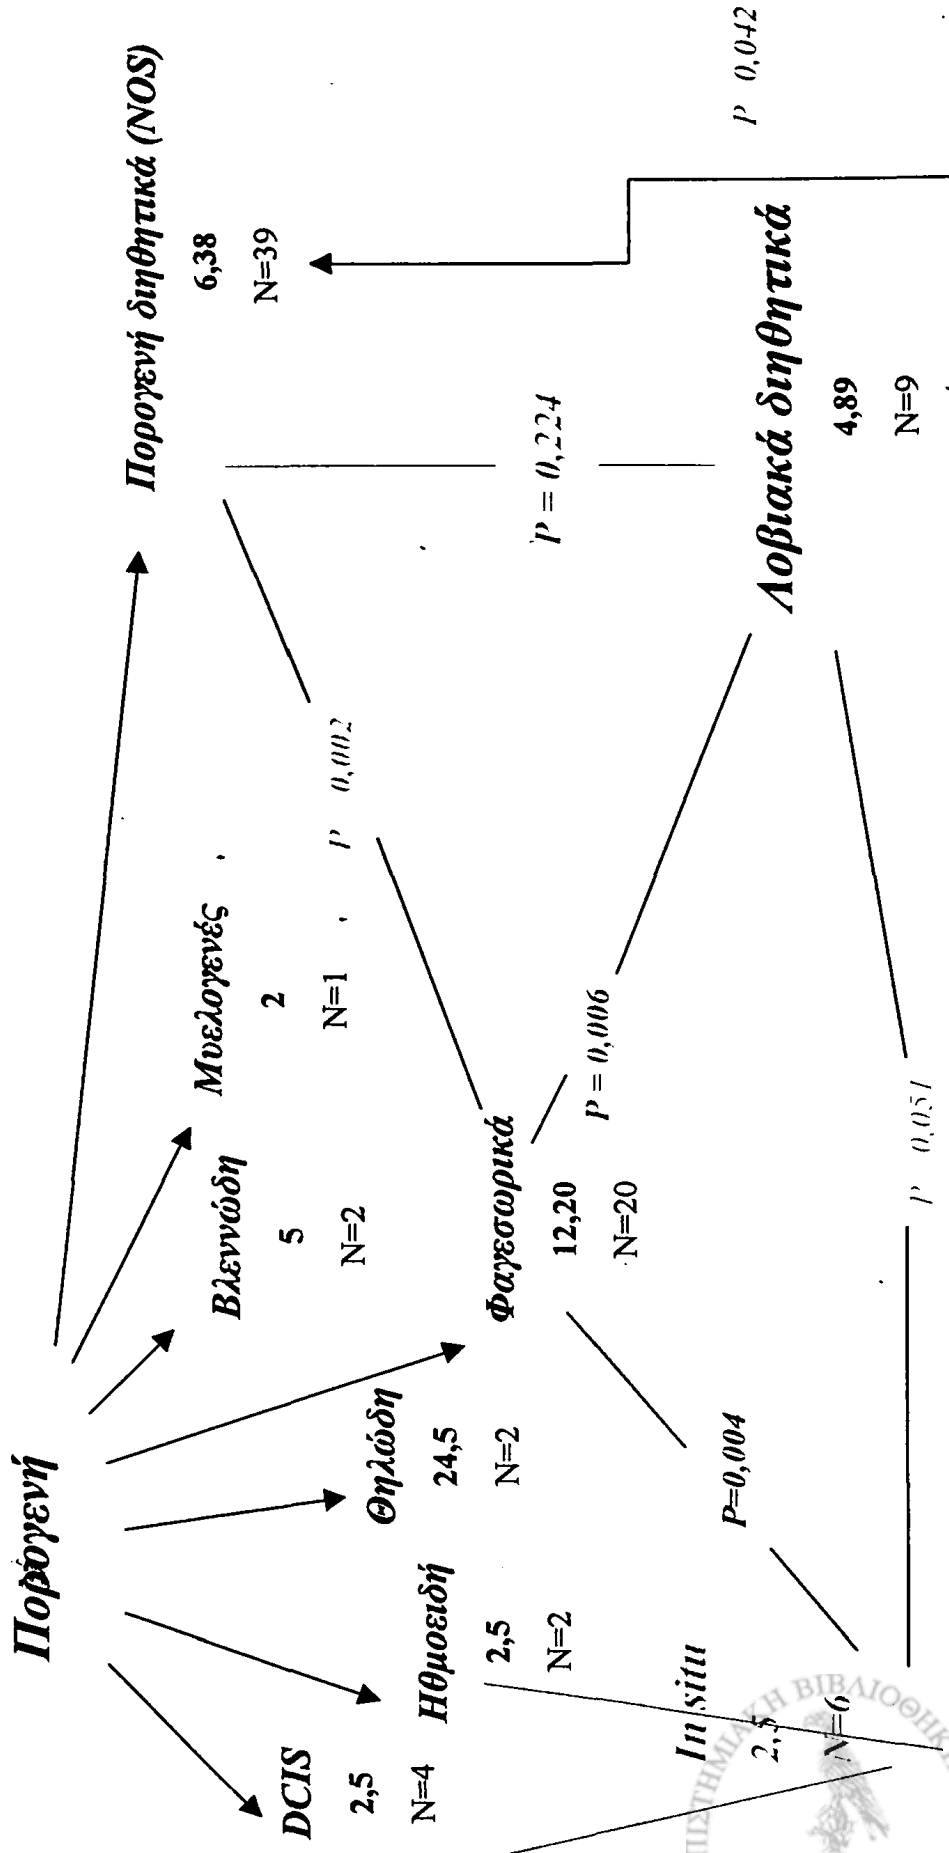 Πορογενή
DCIS
2,5
N=4
Ηθμοειδή
2,5
N=2
Θηλώδη
24,5
N=2
Βλεννώδη
5
N=2
Μυελογενές
2
N=1
Πορογενή διηθητικά (NOS)
6,38
N=39
Φαγεσωρικά
12,20
N=20
P 0,002
P = 0,224
P 0,042
P = 0,006
P=0,004
P 0,051
In situ
2,5
N=6
Λοβιακά διηθητικά
4,89
N=9